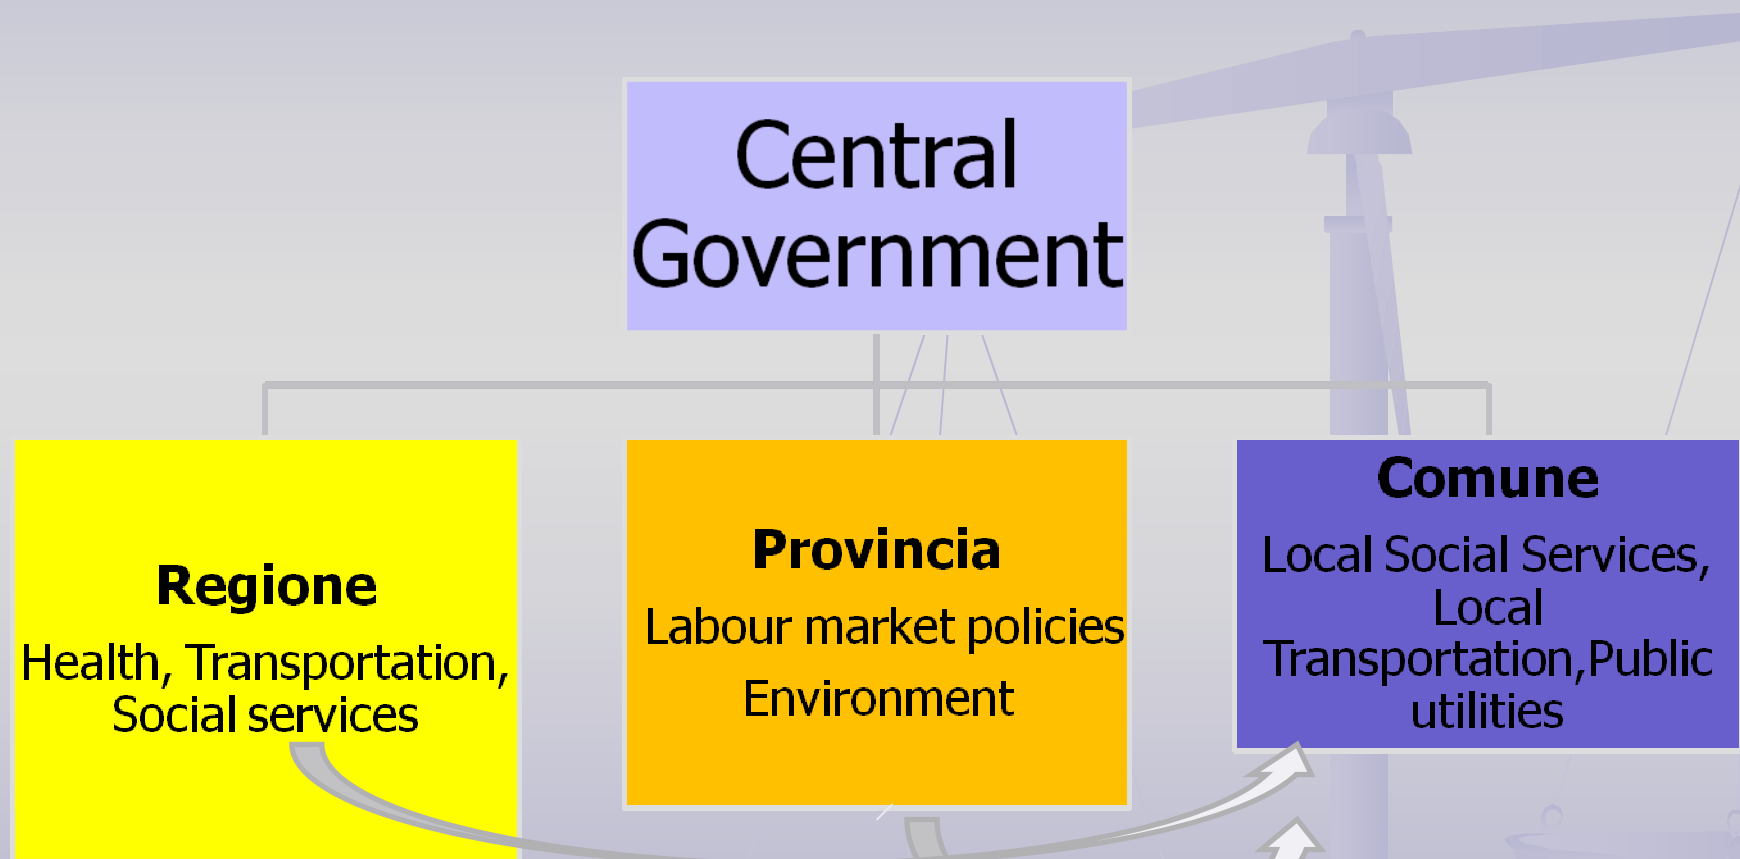 Central
Government
Regione
Health, Transportation,
Social services
Provincia
Labour market policies
Environment
Comune
Local Social Services,
Local
Transportation,Public
utilities